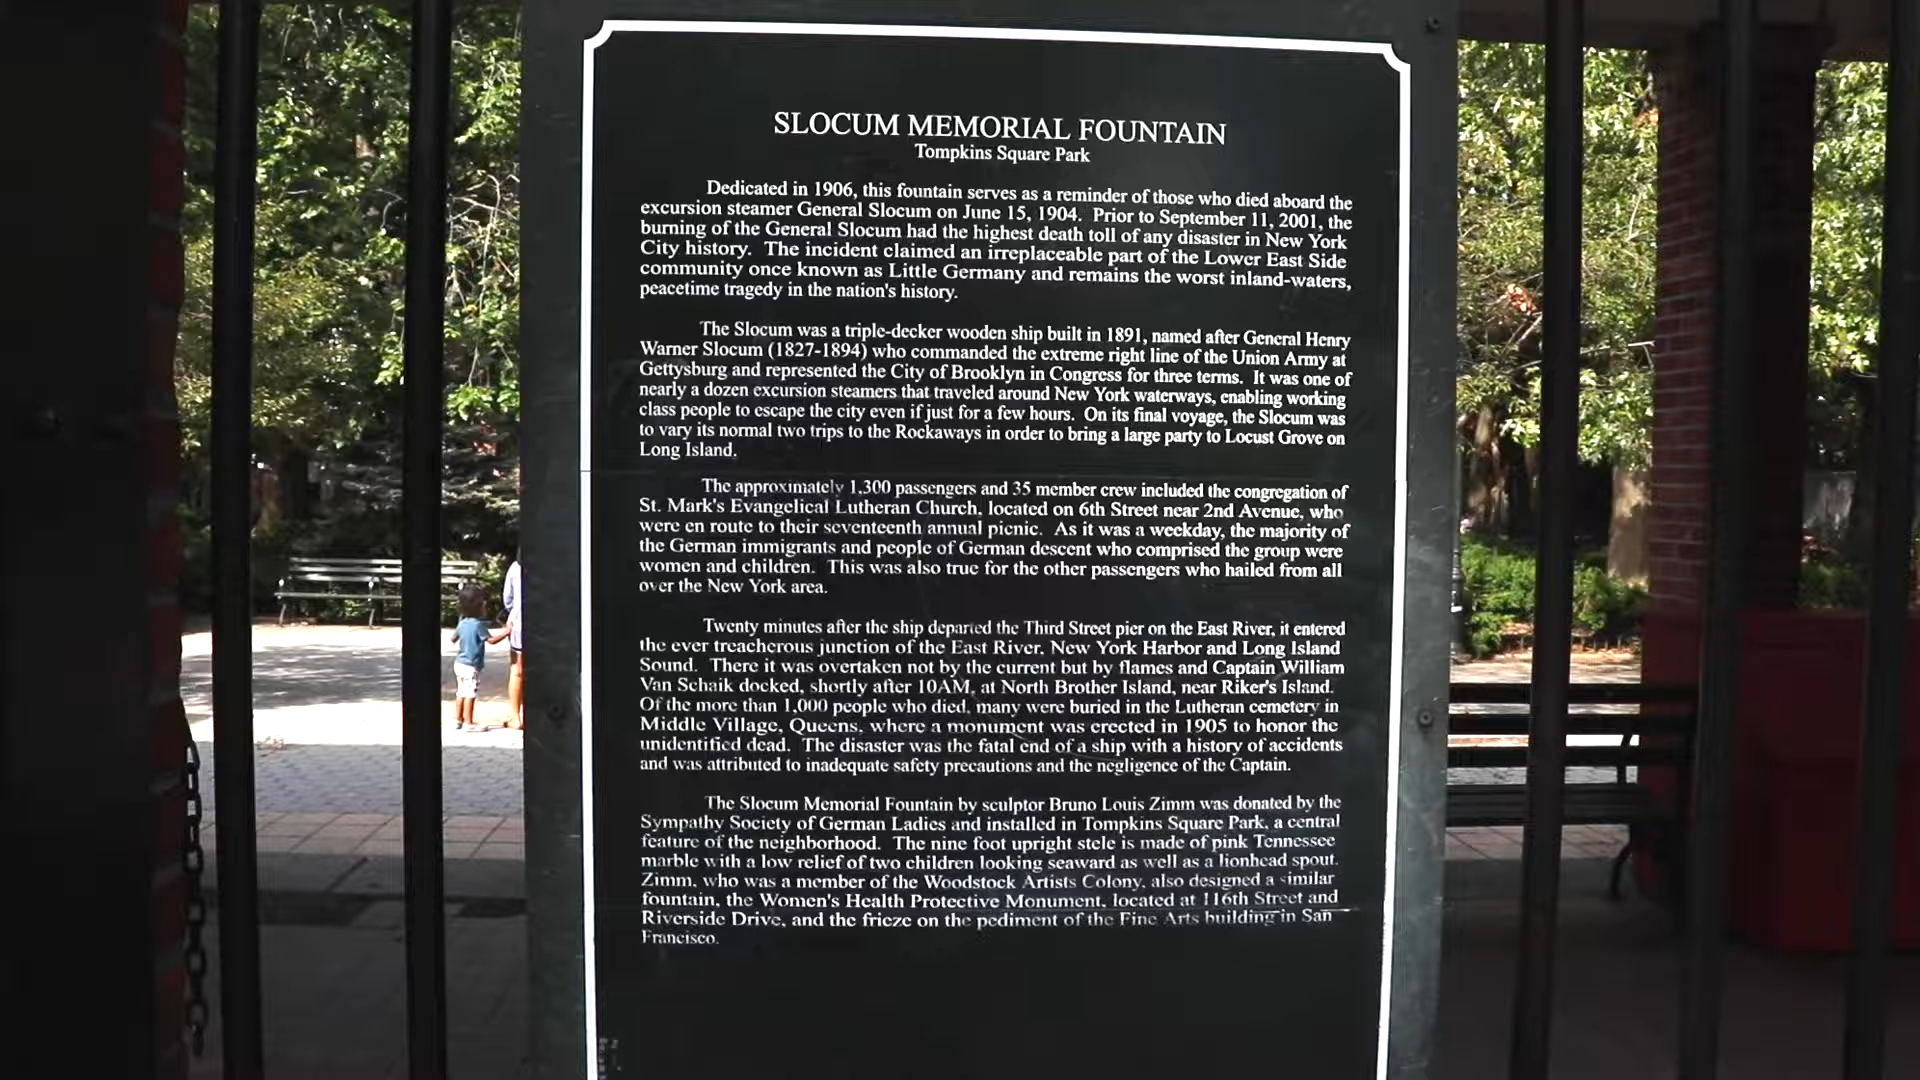 SLOCUM MEMORIAL FOUNTAIN
Tompkins Square Park
Dedicated in 1906, this fountain serves as a reminder of those who died aboard the
excursion steamer General Slocum on June 15, 1904. Prior to September 11, 2001, the
burning of the General Slocum had the highest death toll of any disaster in New York
City history. The incident claimed an irreplaceable part of the Lower East Side
community once known as Little Germany and remains the worst inland-waters,
peacetime tragedy in the nation's history.
The Slocum was a triple-decker wooden ship built in 1891, named after General Henry
Warner Slocum (1827-1894) who commanded the extreme right line of the Union Army at
Gettysburg and represented the City of Brooklyn in Congress for three terms. It was one of
nearly a dozen excursion steamers that traveled around New York waterways, enabling working
class people to escape the city even if just for a few hours. On its final voyage, the Slocum was
to vary its normal two trips to the Rockaways in order to bring a large party to Locust Grove on
Long Island.
The approximately 1,300 passengers and 35 member crew included the congregation of
St. Mark's Evangelical Lutheran Church, located on 6th Street near 2nd Avenue, who
were en route to their seventeenth annual picnic. As it was a weekday, the majority of
the German immigrants and people of German descent who comprised the group were
women and children. This was also true for the other passengers who hailed from all
over the New York area.
Twenty minutes after the ship departed the Third Street pier on the East River, it entered
the ever treacherous junction of the East River, New York Harbor and Long Island
Sound. There it was overtaken not by the current but by flames and Captain William
Van Schaik docked, shortly after 10AM, at North Brother Island, near Riker's Island.
Of the more than 1,000 people who died, many were buried in the Lutheran cemetery in
Middle Village, Queens, where a monument was erected in 1905 to honor the
unidentified dead. The disaster was the fatal end of a ship with a history of accidents
and was attributed to inadequate safety precautions and the negligence of the Captain.
The Slocum Memorial Fountain by sculptor Bruno Louis Zimm was donated by the
Sympathy Society of German Ladies and installed in Tompkins Square Park, a central
feature of the neighborhood. The nine foot upright stele is made of pink Tennessee
marble with a low relief of two children looking seaward as well as a lionhead spout.
Zimm, who was a member of the Woodstock Artists Colony, also designed a similar
fountain, the Women's Health Protective Monument, located at 116th Street and
Riverside Drive, and the frieze on the pediment of the Fine Arts building in San
Francisco.